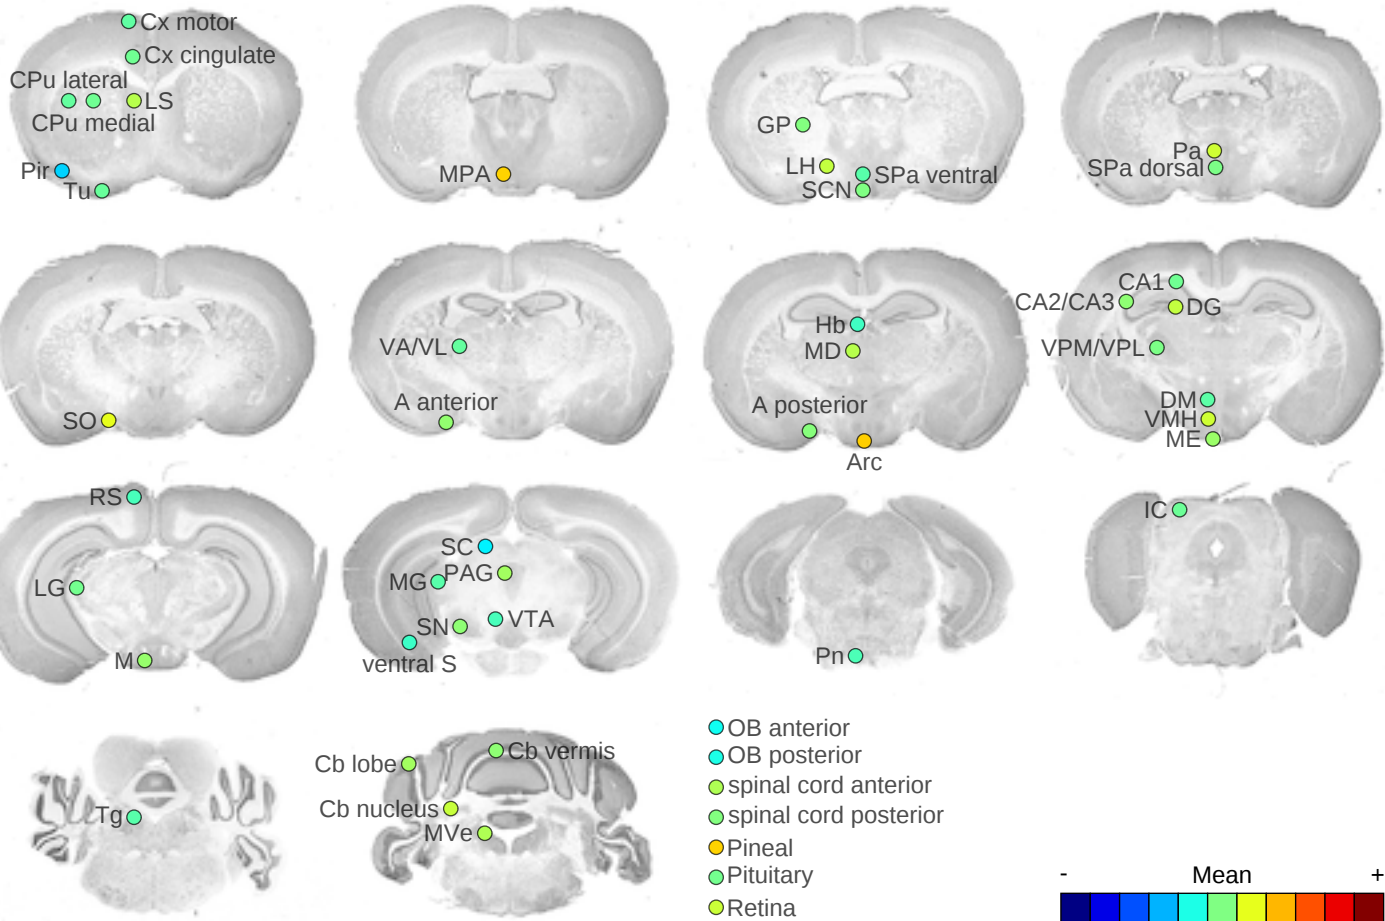 Cx motor
Cx cingulate
CPu lateral
LS
CPu medial
Pir
Tu
MPA
GP
LH
SPa ventral
SCN
Pa
SPa dorsal
SO
VA/VL
A anterior
Hb
MD
A posterior
Arc
CA1
CA2/CA3
DG
VPM/VPL
DM
VMH
ME
RS
LG
M
SC
MG
PAG
SN
VTA
ventral S
Pn
IC
Tg
Cb lobe
Cb vermis
Cb nucleus
MVe
OB anterior
OB posterior
spinal cord anterior
spinal cord posterior
Pineal
Pituitary
Retina
- Mean +